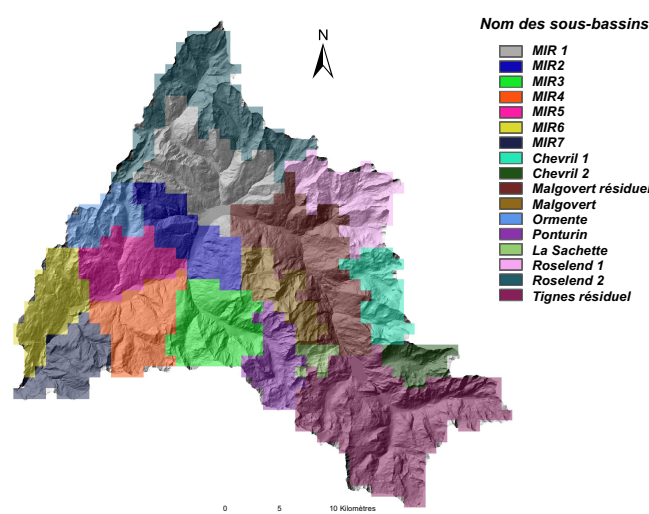 Nom des sous-bassins
N
MIR 1
MIR2
MIR3
MIR4
MIR5
MIR6
MIR7
Chevril 1
Chevril 2
Malgovert résiduel
Malgovert
Ormente
Ponturin
La Sachette
Roselend 1
Roselend 2
Tignes résiduel
0 5 10 Kilomètres